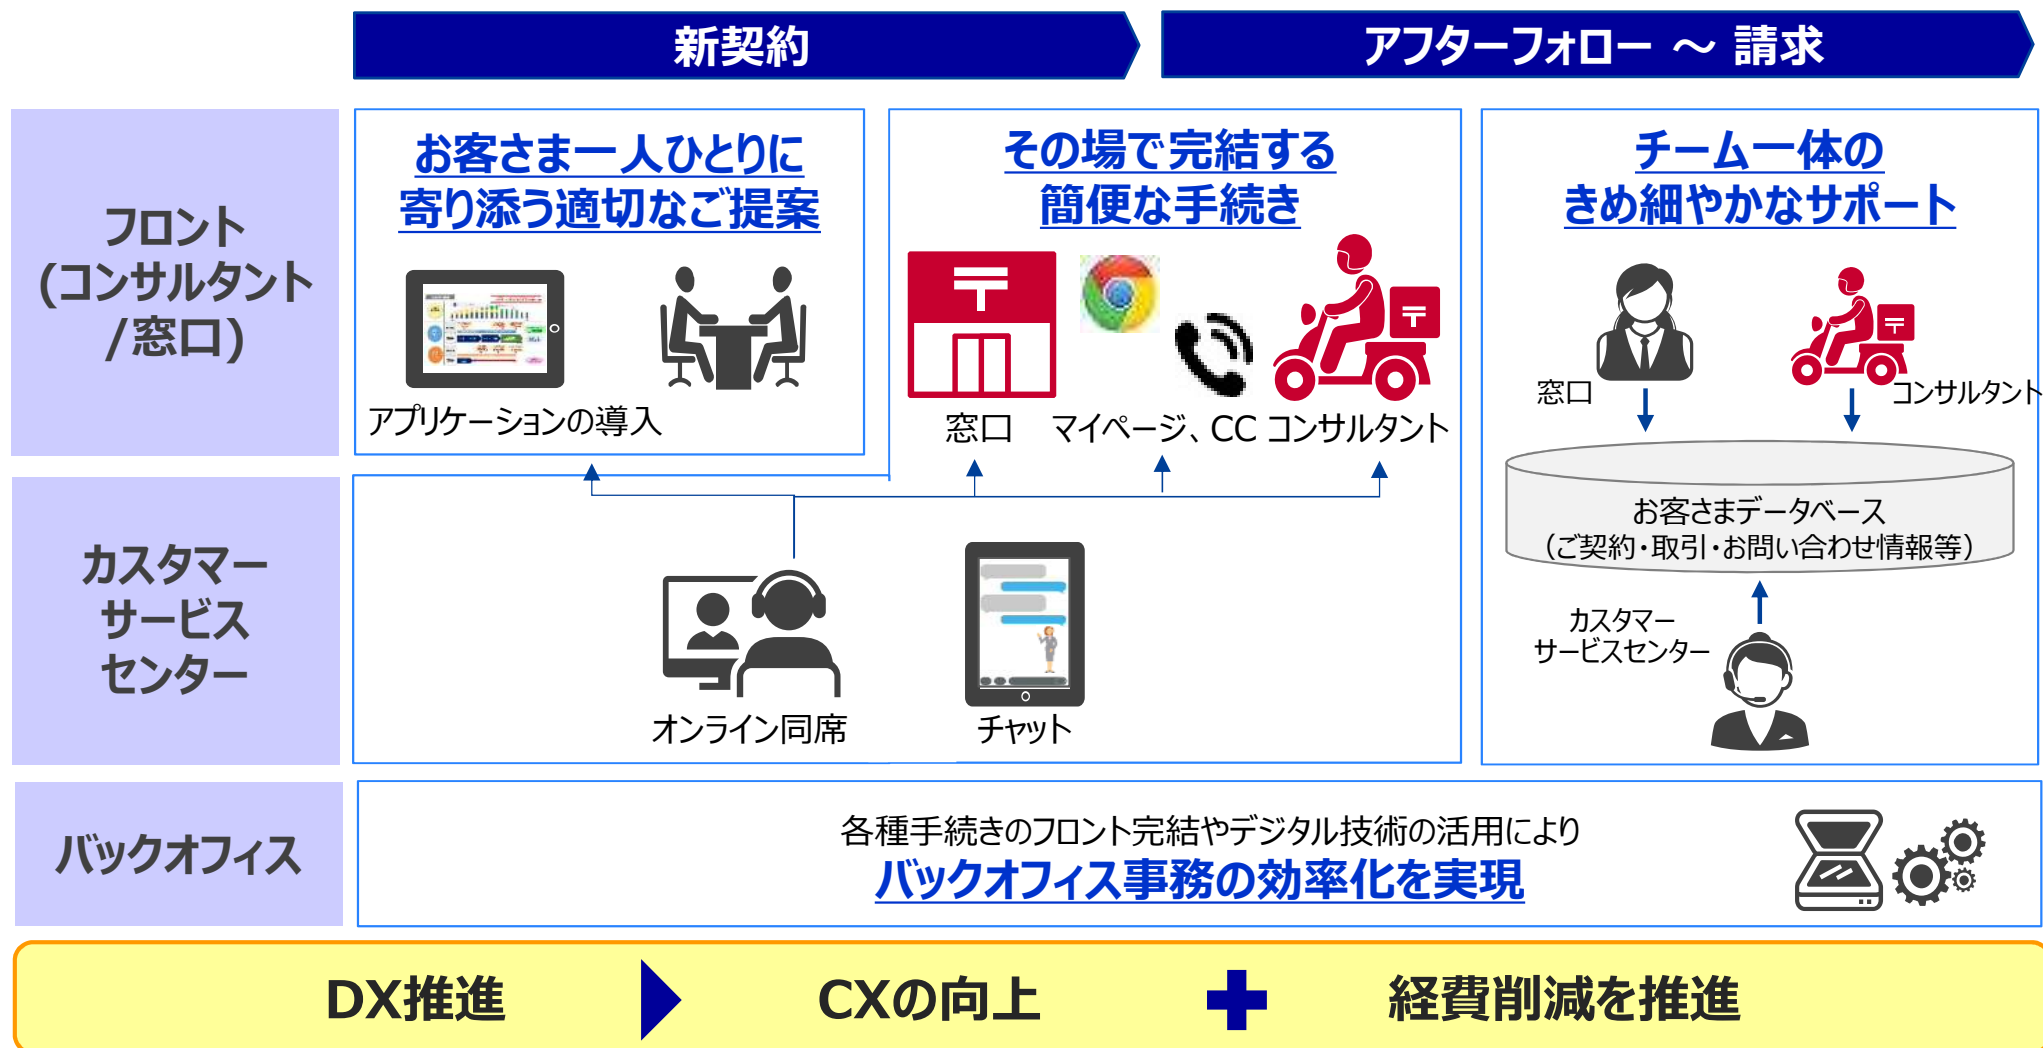 新契約
アフターフォロー ～ 請求
フロント
(コンサルタント
/窓口)
お客さま一人ひとりに
寄り添う適切なご提案
アプリケーションの導入
その場で完結する
簡便な手続き
窓口
マイページ、CC
コンサルタント
チーム一体の
きめ細やかなサポート
窓口
コンサルタント
お客さまデータベース
（ご契約・取引・お問い合わせ情報等）
カスタマー
サービスセンター
カスタマー
サービス
センター
オンライン同席
チャット
バックオフィス
各種手続きのフロント完結やデジタル技術の活用により
バックオフィス事務の効率化を実現
DX推進
CXの向上
経費削減を推進